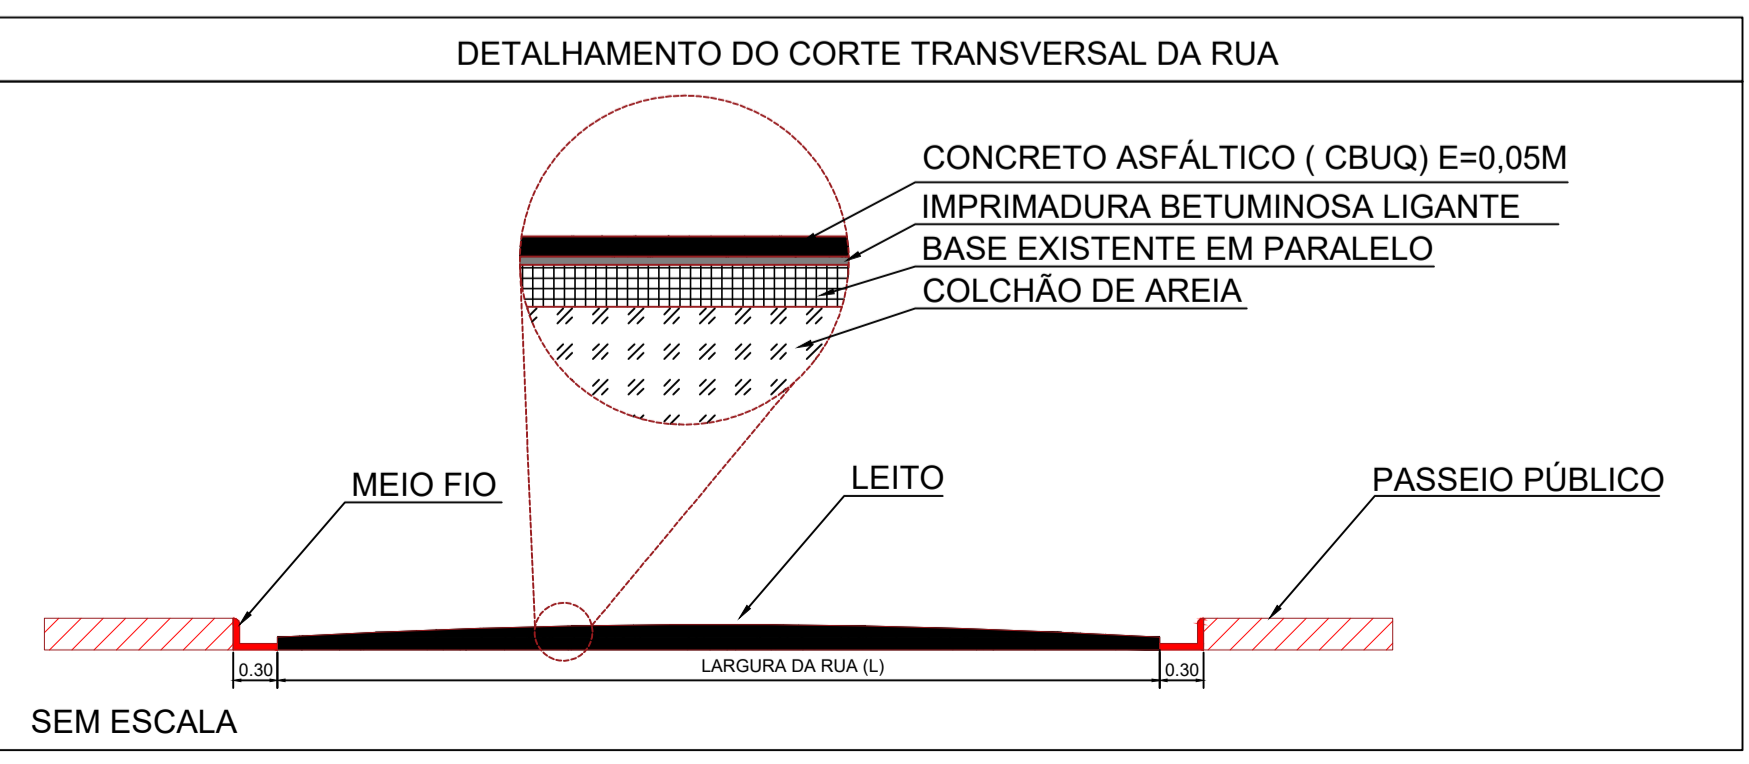 DETALHAMENTO DO CORTE TRANSVERSAL DA RUA
CONCRETO ASFÁLTICO ( CBUQ) E=0,05M
IMPRIMADURA BETUMINOSA LIGANTE
BASE EXISTENTE EM PARALELO
COLCHÃO DE AREIA
MEIO FIO
LEITO
PASSEIO PÚBLICO
0.30
LARGURA DA RUA (L)
0.30
SEM ESCALA